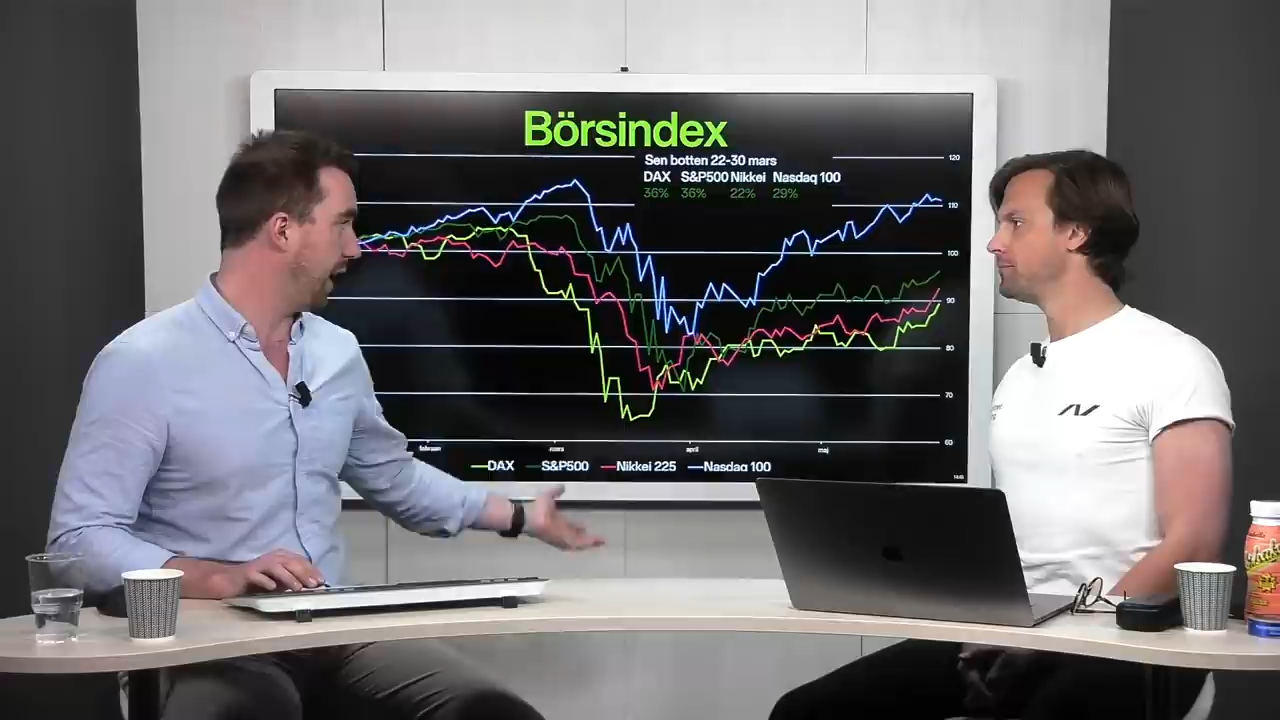 Börsindex
Sen botten 22-30 mars
DAX S&P500 Nikkei Nasdaq 100
36% 36% 22% 29%
120
110
100
90
80
70
60
februari mars april maj
DAX S&P500 Nikkei 225 Nasdaq 100